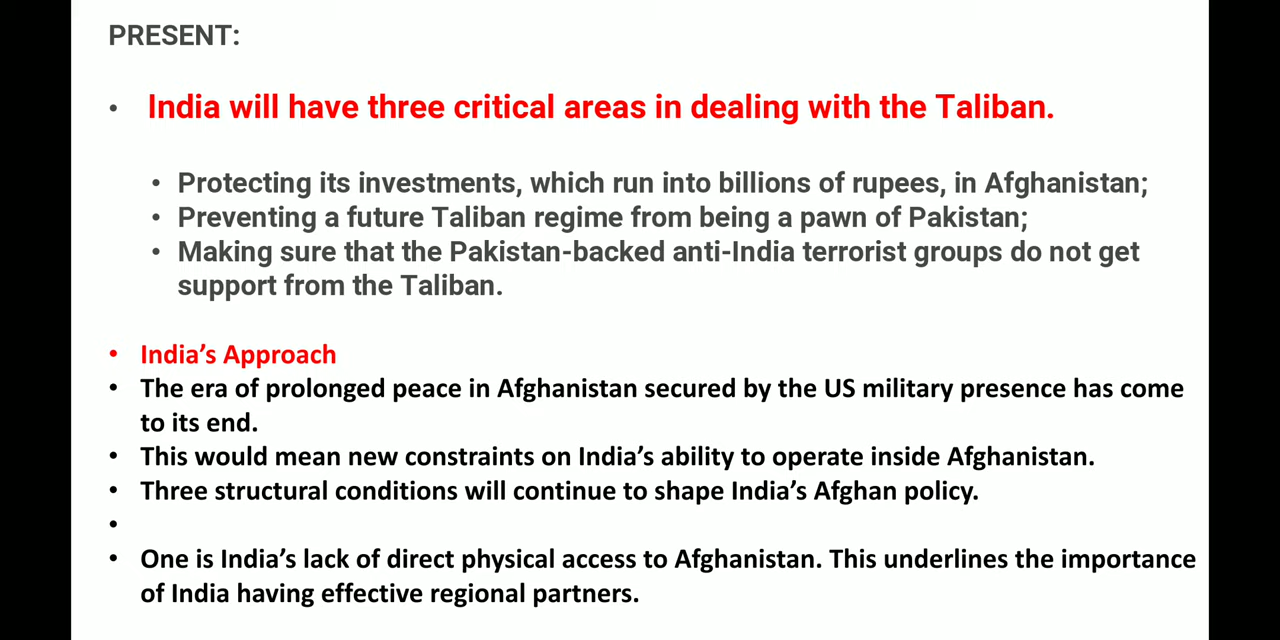 PRESENT:
• India will have three critical areas in dealing with the Taliban.
• Protecting its investments, which run into billions of rupees, in Afghanistan;
• Preventing a future Taliban regime from being a pawn of Pakistan;
• Making sure that the Pakistan-backed anti-India terrorist groups do not get
support from the Taliban.
• India’s Approach
• The era of prolonged peace in Afghanistan secured by the US military presence has come
to its end.
• This would mean new constraints on India’s ability to operate inside Afghanistan.
• Three structural conditions will continue to shape India’s Afghan policy.
•
• One is India’s lack of direct physical access to Afghanistan. This underlines the importance
of India having effective regional partners.